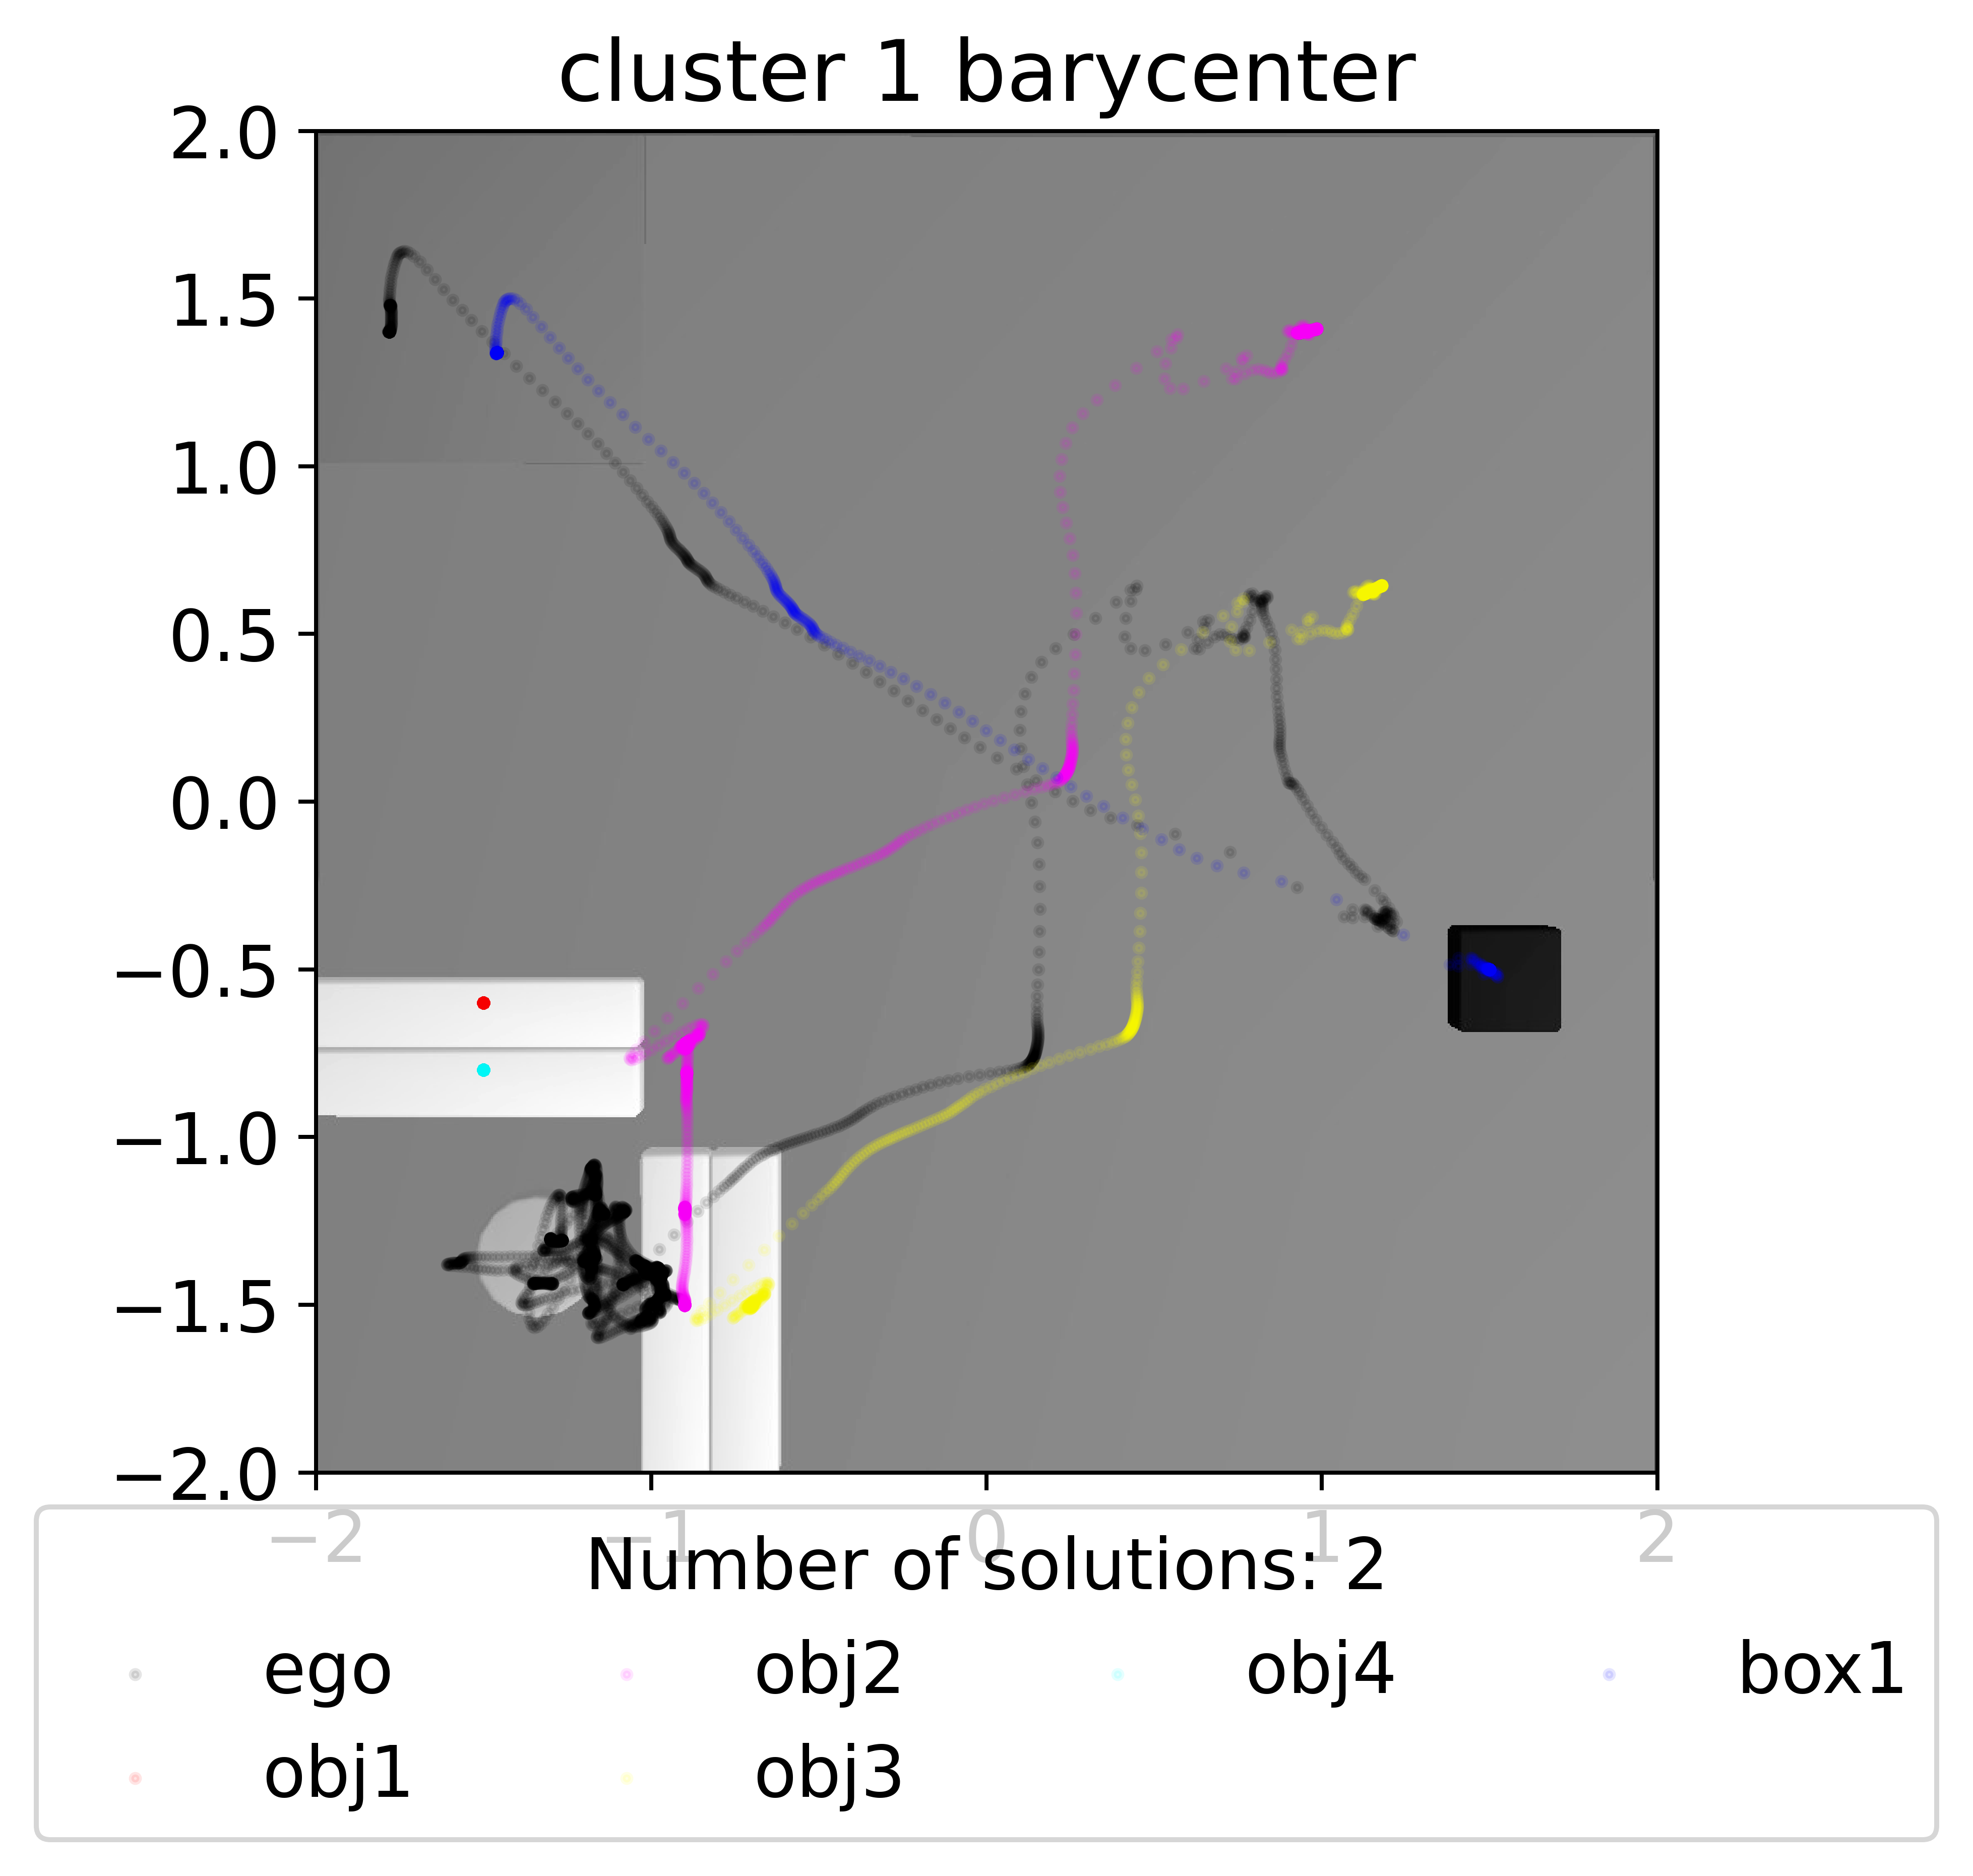 cluster 1 barycenter
2.0
1.5
1.0
0.5
0.0
−0.5
−1.0
−1.5
−2.0
−2 −1 0 1 2
Number of solutions: 2
ego obj2 obj4 box1
obj1 obj3